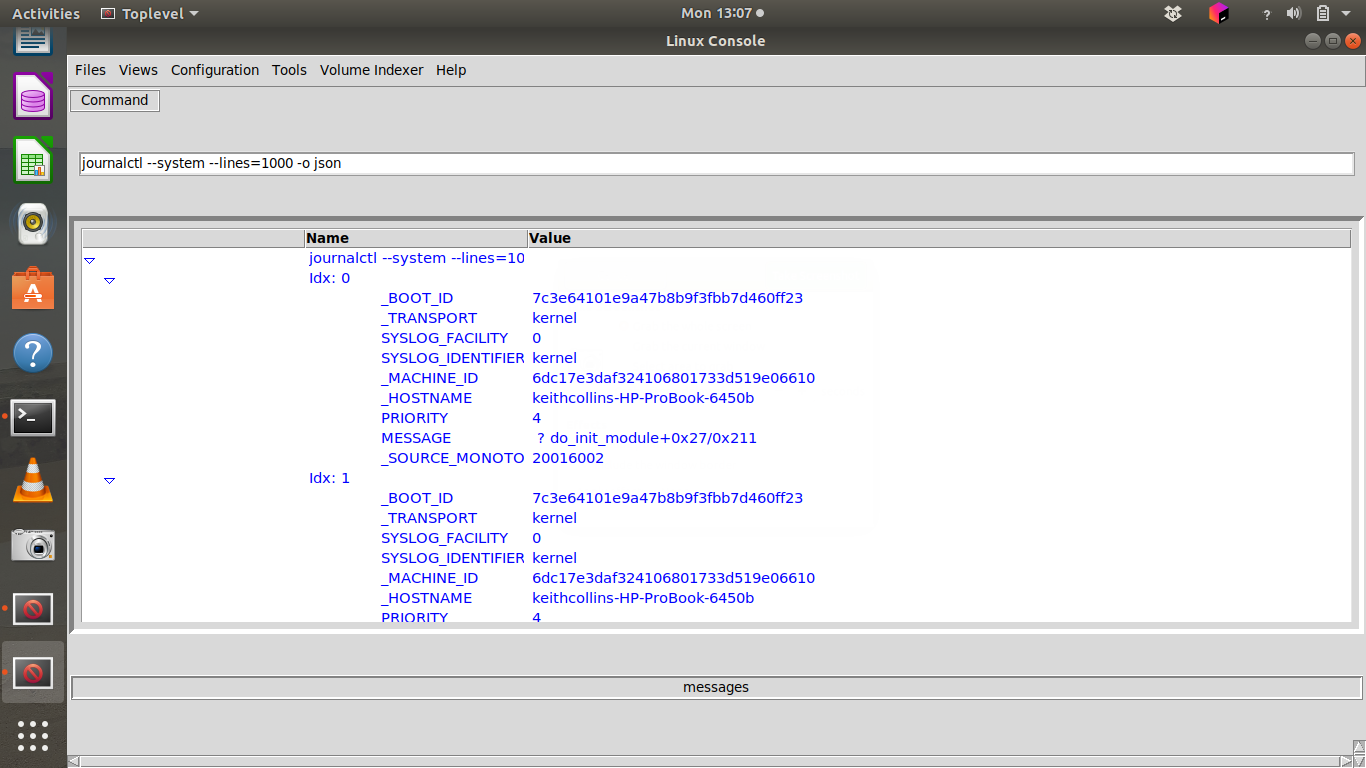 Activities Toplevel Mon 13:07 ?
Linux Console
Files Views Configuration Tools Volume Indexer Help
Command
journalctl --system --lines=1000 -o json
Name Value
journalctl --system --lines=10
Idx: 0
_BOOT_ID 7c3e64101e9a47b8b9f3fbb7d460ff23
_TRANSPORT kernel
SYSLOG_FACILITY 0
SYSLOG_IDENTIFIER kernel
_MACHINE_ID 6dc17e3daf324106801733d519e06610
_HOSTNAME keithcollins-HP-ProBook-6450b
PRIORITY 4
MESSAGE ? do_init_module+0x27/0x211
_SOURCE_MONOTO 20016002
Idx: 1
_BOOT_ID 7c3e64101e9a47b8b9f3fbb7d460ff23
_TRANSPORT kernel
SYSLOG_FACILITY 0
SYSLOG_IDENTIFIER kernel
_MACHINE_ID 6dc17e3daf324106801733d519e06610
_HOSTNAME keithcollins-HP-ProBook-6450b
PRIORITY 4
messages